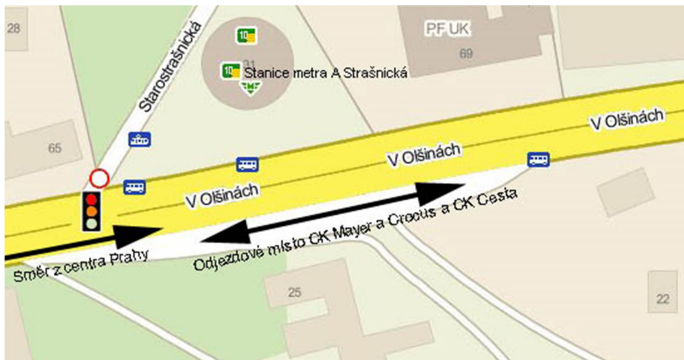 28
PF UK
Starostrašnická
10
31
69
10
Stanice metra A Strašnická
M
V Olšinách
65
V Olšinách
V Olšinách
Odjezdové místo CK Mayer a Crocus a CK Cesta
Směr z centra Prahy
25
22